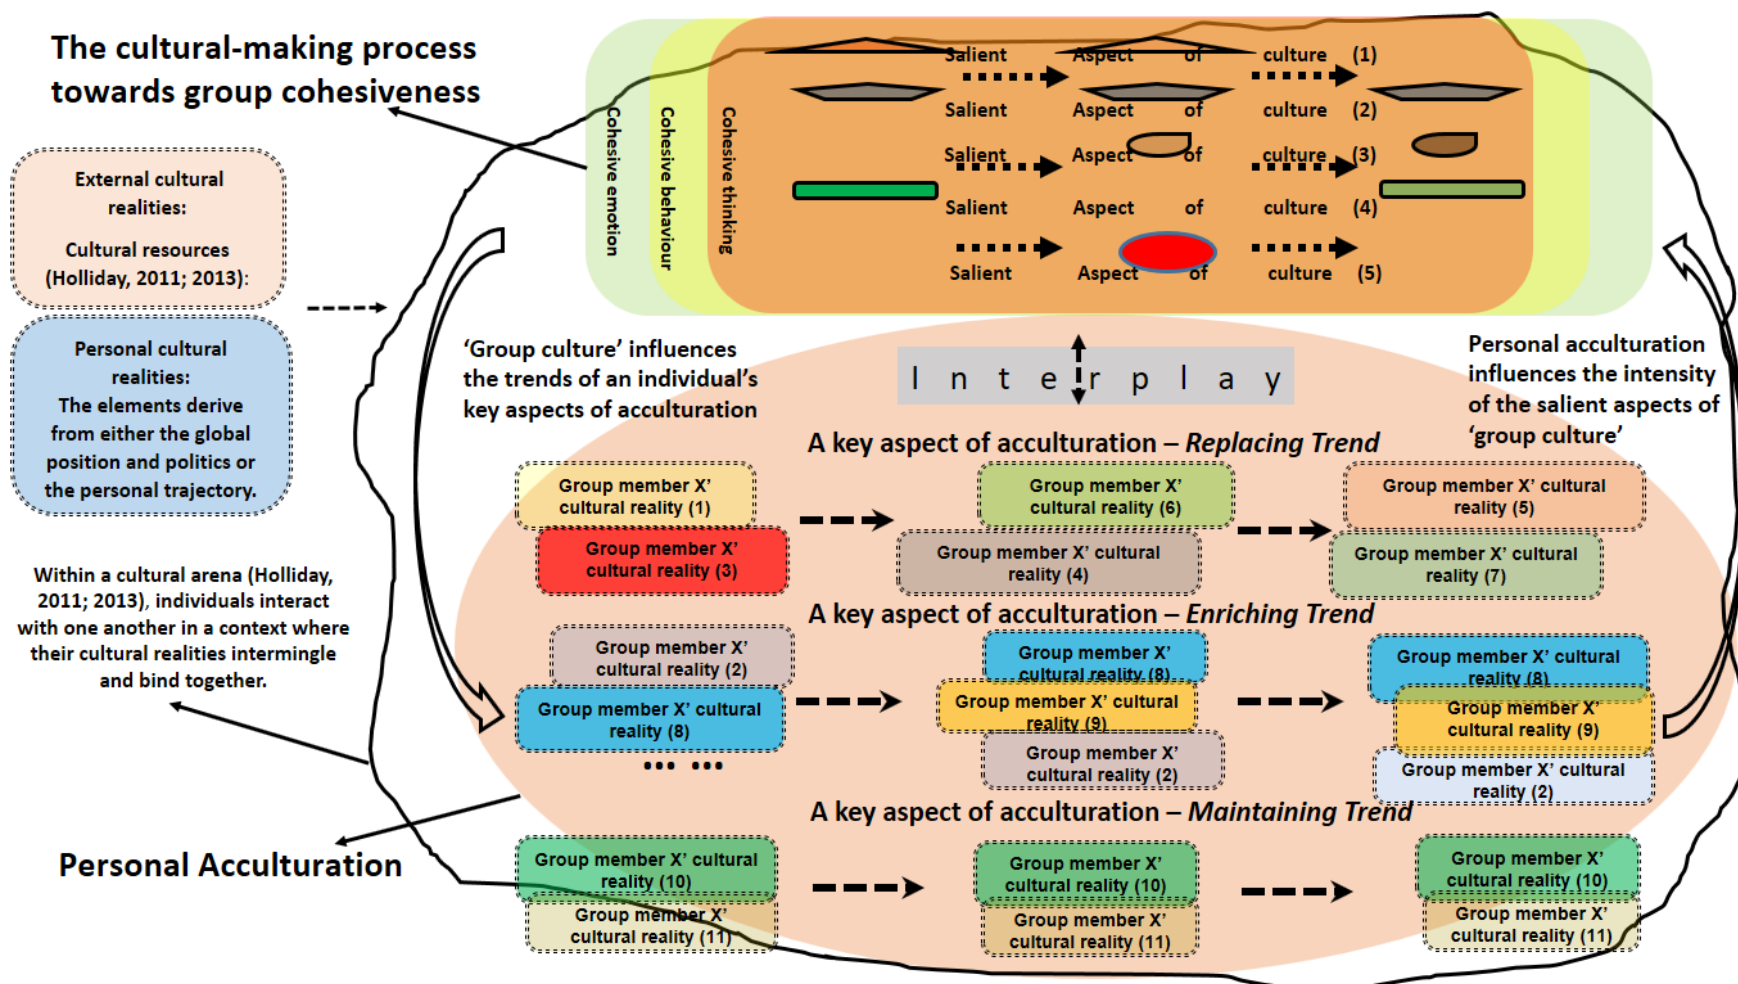 The cultural-making process
towards group cohesiveness
External cultural
realities:
Cultural resources
(Holliday, 2011; 2013):
Personal cultural
realities:
The elements derive
from either the global
position and politics or
the personal trajectory.
Within a cultural arena (Holliday,
2011; 2013), individuals interact
with one another in a context where
their cultural realities intermingle
and bind together.
Personal Acculturation
Cohesive emotion
Cohesive behaviour
Cohesive thinking
Salient Aspect of culture (1)
Salient Aspect of culture (2)
Salient Aspect of culture (3)
Salient Aspect of culture (4)
Salient Aspect of culture (5)
‘Group culture’ influences
the trends of an individual’s
key aspects of acculturation
Interplay
Personal acculturation
influences the intensity
of the salient aspects of
‘group culture’
A key aspect of acculturation – Replacing Trend
Group member X’
cultural reality (1)
Group member X’
cultural reality (3)
Group member X’
cultural reality (6)
Group member X’ cultural
reality (4)
Group member X’ cultural
reality (5)
Group member X’ cultural
reality (7)
A key aspect of acculturation – Enriching Trend
Group member X’
cultural reality (2)
Group member X’ cultural
reality (8)
... ...
Group member X’
cultural reality (8)
Group member X’ cultural
reality (9)
Group member X’
cultural reality (2)
Group member X’ cultural
reality (8)
Group member X’
cultural reality (9)
Group member X’ cultural
reality (2)
A key aspect of acculturation – Maintaining Trend
Group member X’ cultural
reality (10)
Group member X’
cultural reality (11)
Group member X’
cultural reality (10)
Group member X’
cultural reality (11)
Group member X’
cultural reality (10)
Group member X’
cultural reality (11)